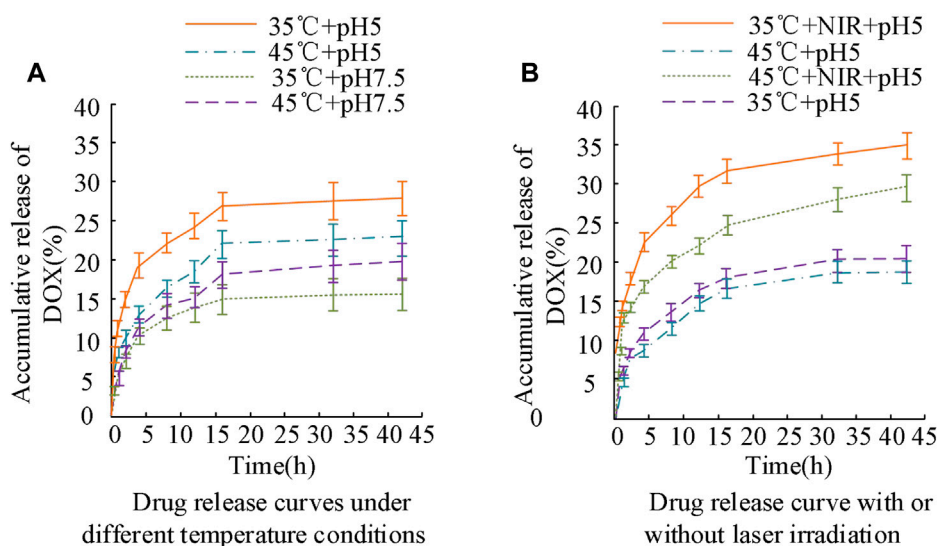 A
35℃+pH5
45℃+pH5
35℃+pH7.5
45℃+pH7.5
Accumulative release of
DOX(%)
40
35
30
25
20
15
10
5
0
0 5 10 15 20 25 30 35 40 45
Time(h)
Drug release curves under
different temperature conditions
B
35℃+NIR+pH5
45℃+pH5
45℃+NIR+pH5
35℃+pH5
Accumulative release of
DOX(%)
40
35
30
25
20
15
10
5
0
0 5 10 15 20 25 30 35 40 45
Time(h)
Drug release curve with or
without laser irradiation